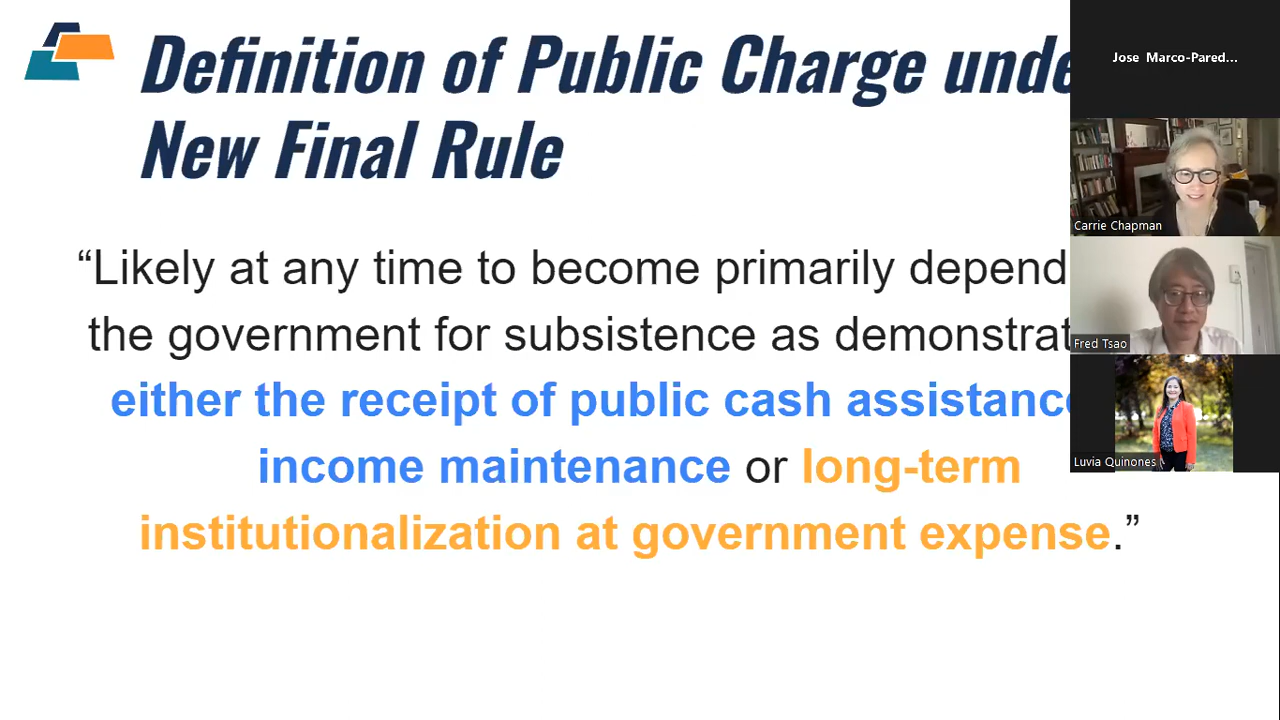 Definition of Public Charge unde
New Final Rule
“Likely at any time to become primarily depend
the government for subsistence as demonstrat
either the receipt of public cash assistance
income maintenance or long-term
institutionalization at government expense.”
Jose Marco-Pared...
Carrie Chapman
Fred Tsao
Luvia Quinones (